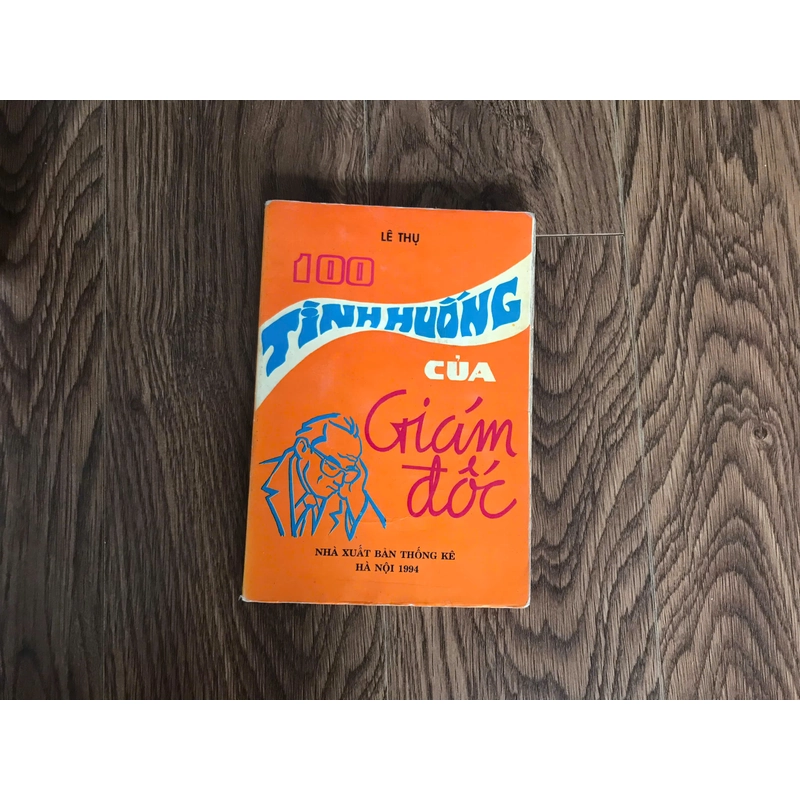 LÊ THỤ
100
TÌNH HUỐNG
CỦA
Giám
đốc
NHÀ XUẤT BẢN THỐNG KÊ
HÀ NỘI 1994